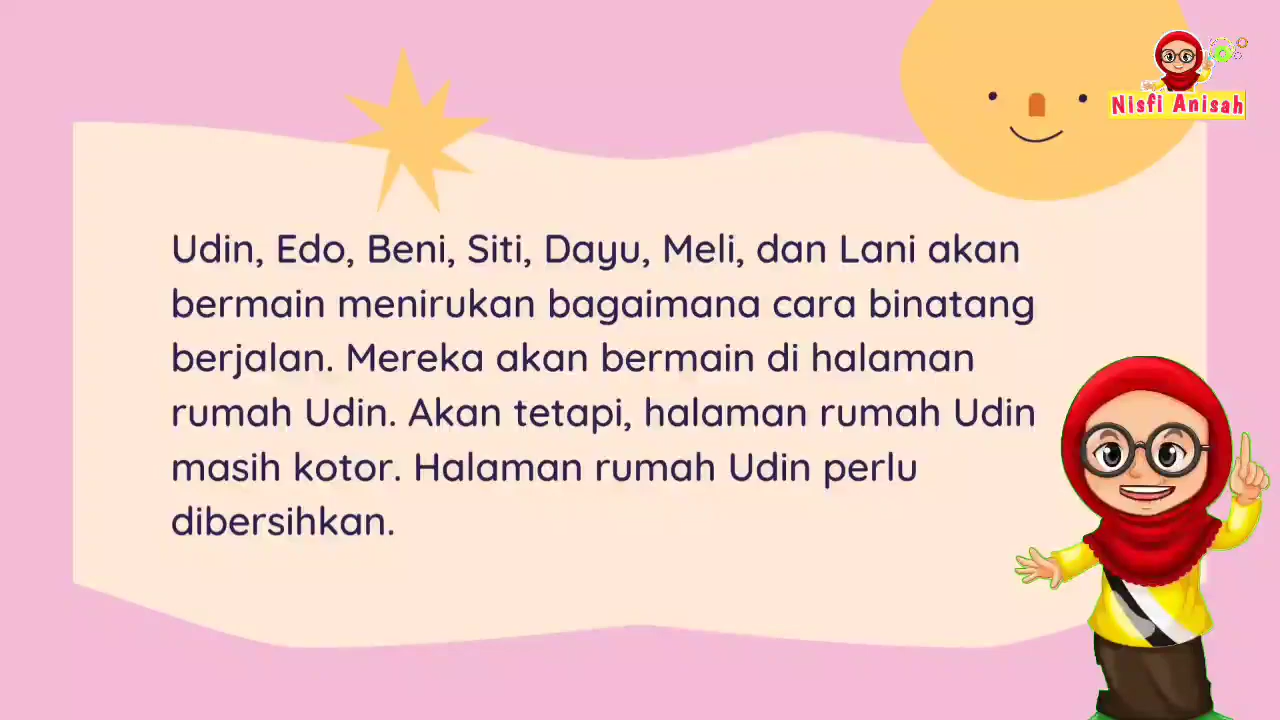 Nisfi Anisah
Udin, Edo, Beni, Siti, Dayu, Meli, dan Lani akan
bermain menirukan bagaimana cara binatang
berjalan. Mereka akan bermain di halaman
rumah Udin. Akan tetapi, halaman rumah Udin
masih kotor. Halaman rumah Udin perlu
dibersihkan.